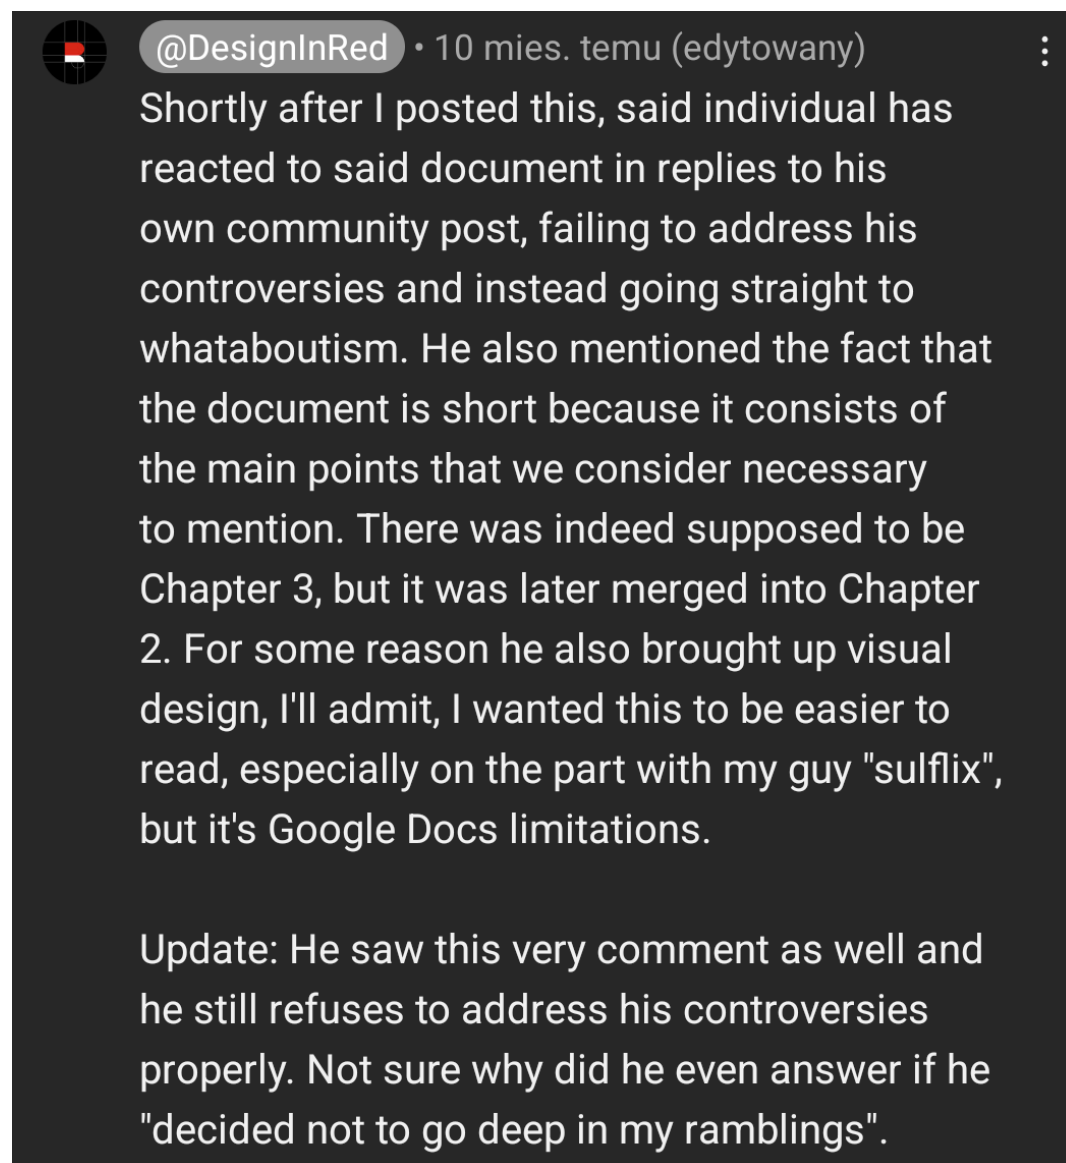 @DesignInRed • 10 mies. temu (edytowany)
Shortly after I posted this, said individual has
reacted to said document in replies to his
own community post, failing to address his
controversies and instead going straight to
whataboutism. He also mentioned the fact that
the document is short because it consists of
the main points that we consider necessary
to mention. There was indeed supposed to be
Chapter 3, but it was later merged into Chapter
2. For some reason he also brought up visual
design, I'll admit, I wanted this to be easier to
read, especially on the part with my guy "sulflix",
but it's Google Docs limitations.

Update: He saw this very comment as well and
he still refuses to address his controversies
properly. Not sure why did he even answer if he
"decided not to go deep in my ramblings".